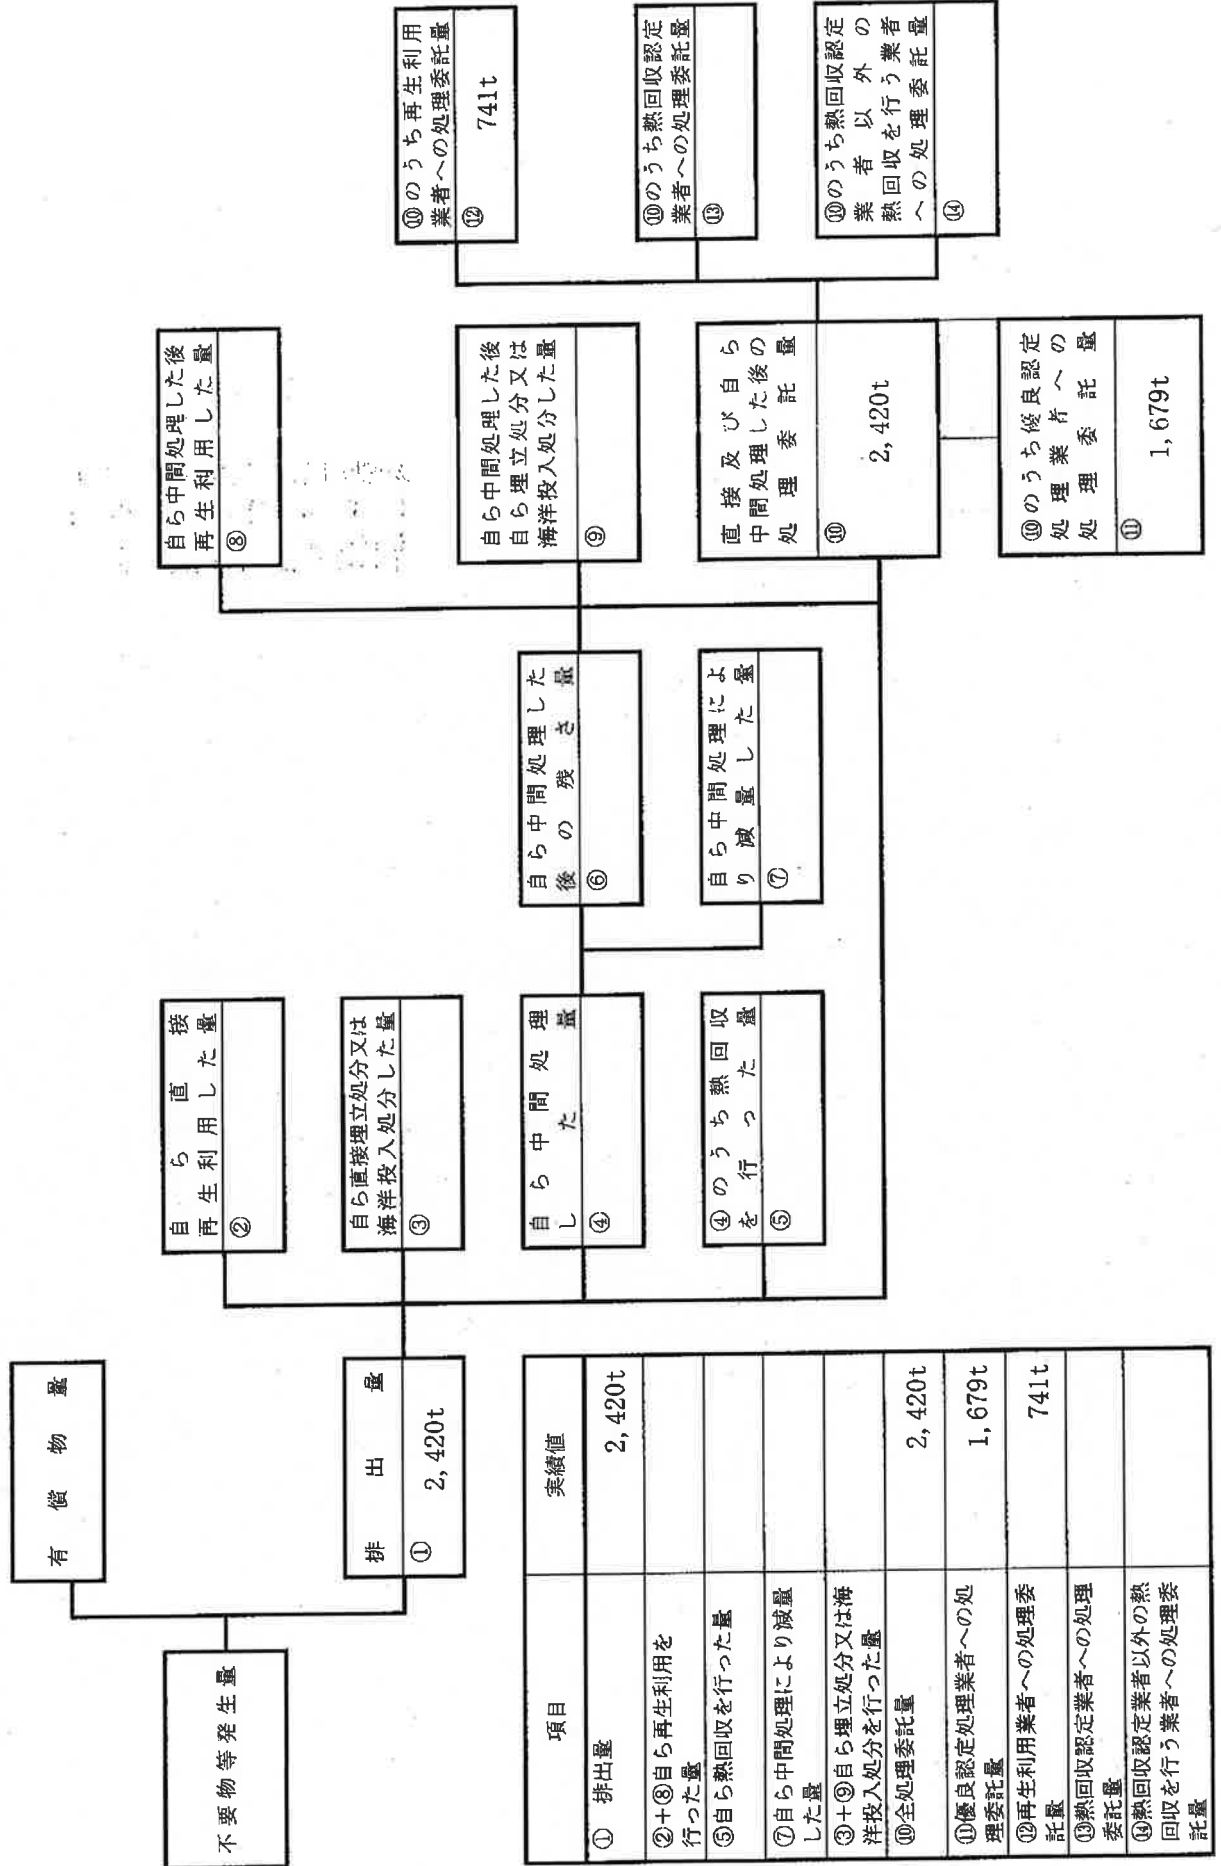 不要物等発生量
有償物量
排出量
① 2,420t
自ら直接
再生利用した量
②
自ら直接埋立処分又は
海洋投入処分した量
③
自ら中間処理
した量
④
④のうち熱回収
を行った量
⑤
自ら中間処理した
後の残さ量
⑥
自ら中間処理によ
り減量した量
⑦
自ら中間処理した後
再生利用した量
⑧
自ら中間処理した後
自ら埋立処分又は
海洋投入処分した量
⑨
直接及び自ら
中間処理した後の
処理委託量
⑩ 2,420t
⑩のうち優良認定
処理業者への
処理委託量
⑪ 1,679t
⑩のうち再生利用
業者への処理委託量
⑫ 741t
⑩のうち熱回収認定
業者への処理委託量
⑬
⑩のうち熱回収認定
業者以外の
熱回収を行う業者
への処理委託量
⑭
項目 実績値
① 排出量 2,420t
②+⑧自ら再生利用を
行った量
⑤自ら熱回収を行った量
⑦自ら中間処理により減量
した量
③+⑨自ら埋立処分又は海
洋投入処分を行った量
⑩全処理委託量 2,420t
⑪優良認定処理業者への処
理委託量 1,679t
⑫再生利用業者への処理委
託量 741t
⑬熱回収認定業者への処理
委託量
⑭熱回収認定業者以外の熱
回収を行う業者への処理委
託量